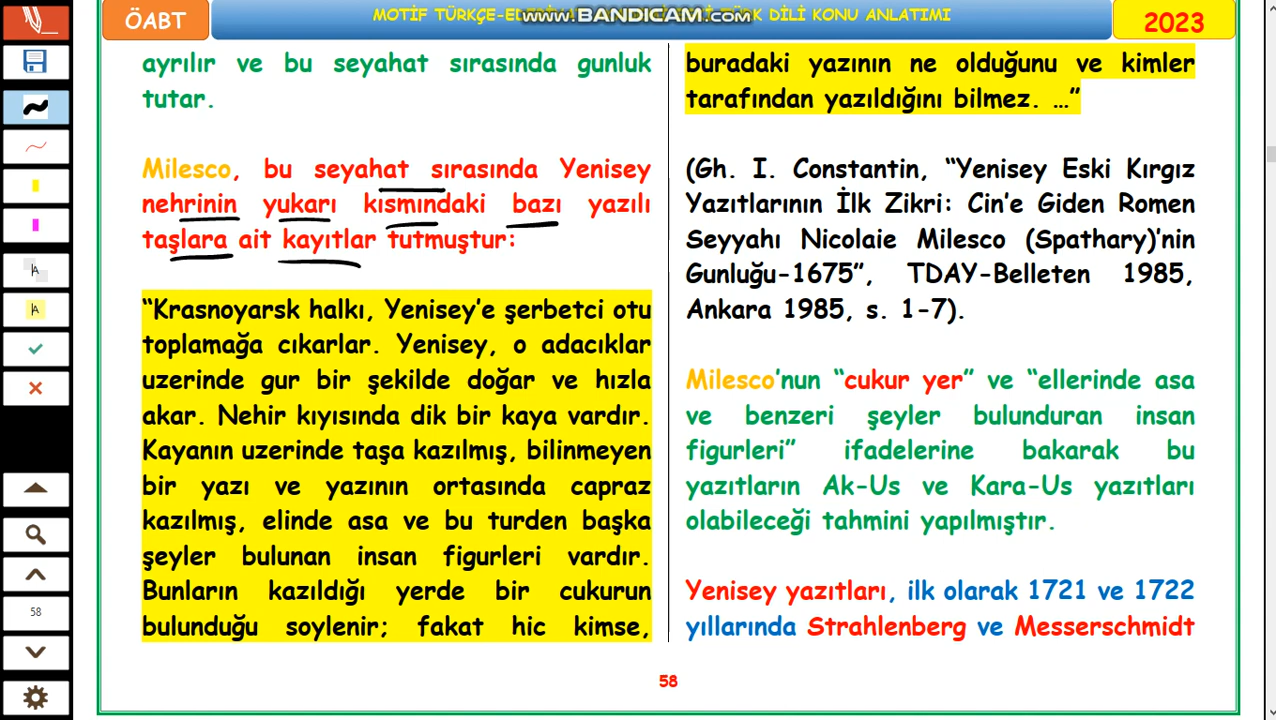 ÖABT
MOTİF TÜRKÇE-EDEBİYA
www.BANDICAM.com
TÜRK DİLİ KONU ANLATIMI
2023
ayrılır ve bu seyahat sırasında gunluk
tutar.
Milesco, bu seyahat sırasında Yenisey
nehrinin yukarı kısmındaki bazı yazılı
taşlara ait kayıtlar tutmuştur:
“Krasnoyarsk halkı, Yenisey’e şerbetci otu
toplamağa cıkarlar. Yenisey, o adacıklar
uzerinde gur bir şekilde doğar ve hızla
akar. Nehir kıyısında dik bir kaya vardır.
Kayanın uzerinde taşa kazılmış, bilinmeyen
bir yazı ve yazının ortasında capraz
kazılmış, elinde asa ve bu turden başka
şeyler bulunan insan figurleri vardır.
Bunların kazıldığı yerde bir cukurun
bulunduğu soylenir; fakat hic kimse,
buradaki yazının ne olduğunu ve kimler
tarafından yazıldığını bilmez. …”
(Gh. I. Constantin, “Yenisey Eski Kırgız
Yazıtlarının İlk Zikri: Cin’e Giden Romen
Seyyahı Nicolaie Milesco (Spathary)’nin
Gunluğu-1675”, TDAY-Belleten 1985,
Ankara 1985, s. 1-7).
Milesco’nun “cukur yer” ve “ellerinde asa
ve benzeri şeyler bulunduran insan
figurleri” ifadelerine bakarak bu
yazıtların Ak-Us ve Kara-Us yazıtları
olabileceği tahmini yapılmıştır.
Yenisey yazıtları, ilk olarak 1721 ve 1722
yıllarında Strahlenberg ve Messerschmidt
58
58